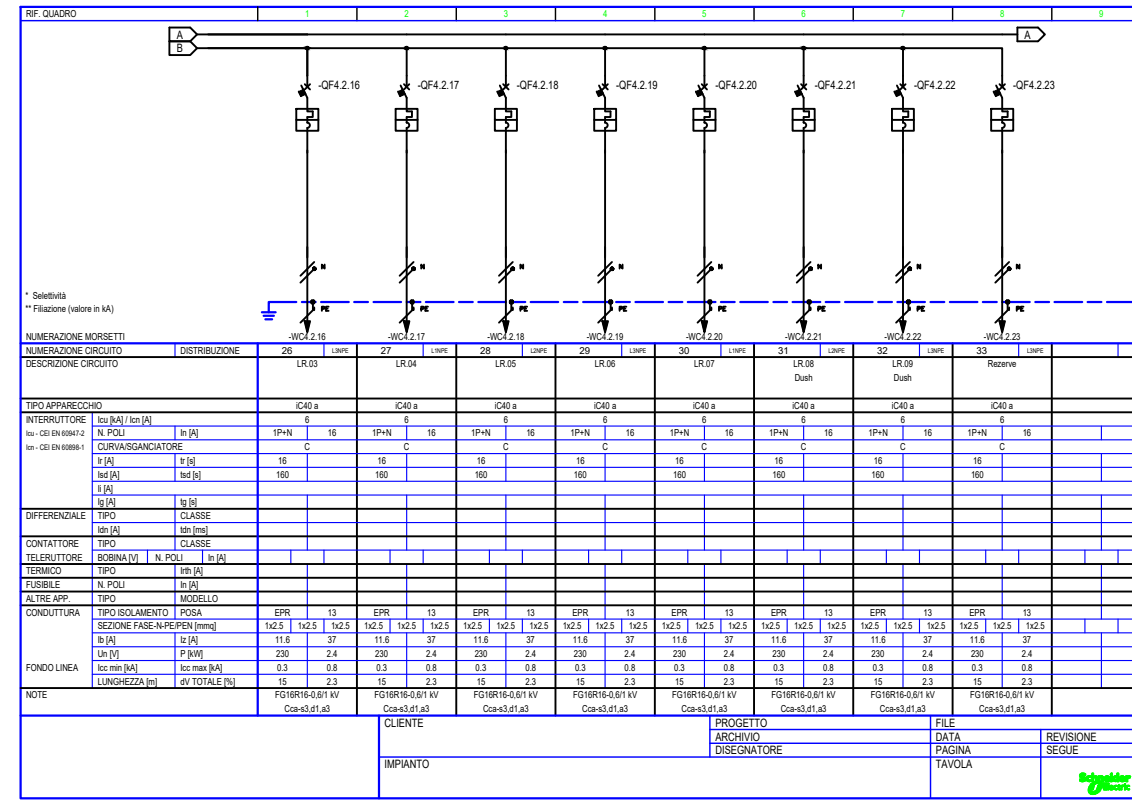 RIF. QUADRO 1 2 3 4 5 6 7 8 9
A A
B
-QF4.2.16 -QF4.2.17 -QF4.2.18 -QF4.2.19 -QF4.2.20 -QF4.2.21 -QF4.2.22 -QF4.2.23
N N N N N N N N
* Selettività
** Filiazione (valore in kA)
PE PE PE PE PE PE PE PE
NUMERAZIONE MORSETTI -WC4.2.16 -WC4.2.17 -WC4.2.18 -WC4.2.19 -WC4.2.20 -WC4.2.21 -WC4.2.22 -WC4.2.23
NUMERAZIONE CIRCUITO DISTRIBUZIONE 26 L3NPE 27 L1NPE 28 L2NPE 29 L3NPE 30 L1NPE 31 L2NPE 32 L3NPE 33 L3NPE
DESCRIZIONE CIRCUITO LR.03 LR.04 LR.05 LR.06 LR.07 LR.08 LR.09 Rezerve
Dush Dush
TIPO APPARECCHIO iC40 a iC40 a iC40 a iC40 a iC40 a iC40 a iC40 a iC40 a
INTERRUTTORE Icu [kA] / Icn [A] 6 6 6 6 6 6 6 6
Icu - CEI EN 60947-2 N. POLI In [A] 1P+N 16 1P+N 16 1P+N 16 1P+N 16 1P+N 16 1P+N 16 1P+N 16 1P+N 16
Icn - CEI EN 60898-1 CURVA/SGANCIATORE C C C C C C C C
Ir [A] tr [s] 16 16 16 16 16 16 16 16
Isd [A] tsd [s] 160 160 160 160 160 160 160 160
Ii [A]
Ig [A] tg [s]
DIFFERENZIALE TIPO CLASSE
Idn [A] tdn [ms]
CONTATTORE TIPO CLASSE
TELERUTTORE BOBINA [V] N. POLI In [A]
TERMICO TIPO Irth [A]
FUSIBILE N. POLI In [A]
ALTRE APP. TIPO MODELLO
CONDUTTURA TIPO ISOLAMENTO POSA EPR 13 EPR 13 EPR 13 EPR 13 EPR 13 EPR 13 EPR 13 EPR 13
SEZIONE FASE-N-PE/PEN [mmq] 1x2.5 1x2.5 1x2.5 1x2.5 1x2.5 1x2.5 1x2.5 1x2.5 1x2.5 1x2.5 1x2.5 1x2.5 1x2.5 1x2.5 1x2.5 1x2.5 1x2.5 1x2.5 1x2.5 1x2.5 1x2.5 1x2.5 1x2.5 1x2.5
Ib [A] Iz [A] 11.6 37 11.6 37 11.6 37 11.6 37 11.6 37 11.6 37 11.6 37 11.6 37
Un [V] P [kW] 230 2.4 230 2.4 230 2.4 230 2.4 230 2.4 230 2.4 230 2.4 230 2.4
FONDO LINEA Icc min [kA] Icc max [kA] 0.3 0.8 0.3 0.8 0.3 0.8 0.3 0.8 0.3 0.8 0.3 0.8 0.3 0.8 0.3 0.8
LUNGHEZZA [m] dV TOTALE [%] 15 2.3 15 2.3 15 2.3 15 2.3 15 2.3 15 2.3 15 2.3 15 2.3
NOTE FG16R16-0,6/1 kV FG16R16-0,6/1 kV FG16R16-0,6/1 kV FG16R16-0,6/1 kV FG16R16-0,6/1 kV FG16R16-0,6/1 kV FG16R16-0,6/1 kV FG16R16-0,6/1 kV
Cca-s3,d1,a3 Cca-s3,d1,a3 Cca-s3,d1,a3 Cca-s3,d1,a3 Cca-s3,d1,a3 Cca-s3,d1,a3 Cca-s3,d1,a3 Cca-s3,d1,a3
CLIENTE PROGETTO FILE
ARCHIVIO DATA REVISIONE
DISEGNATORE PAGINA SEGUE
IMPIANTO TAVOLA
Schneider
Electric